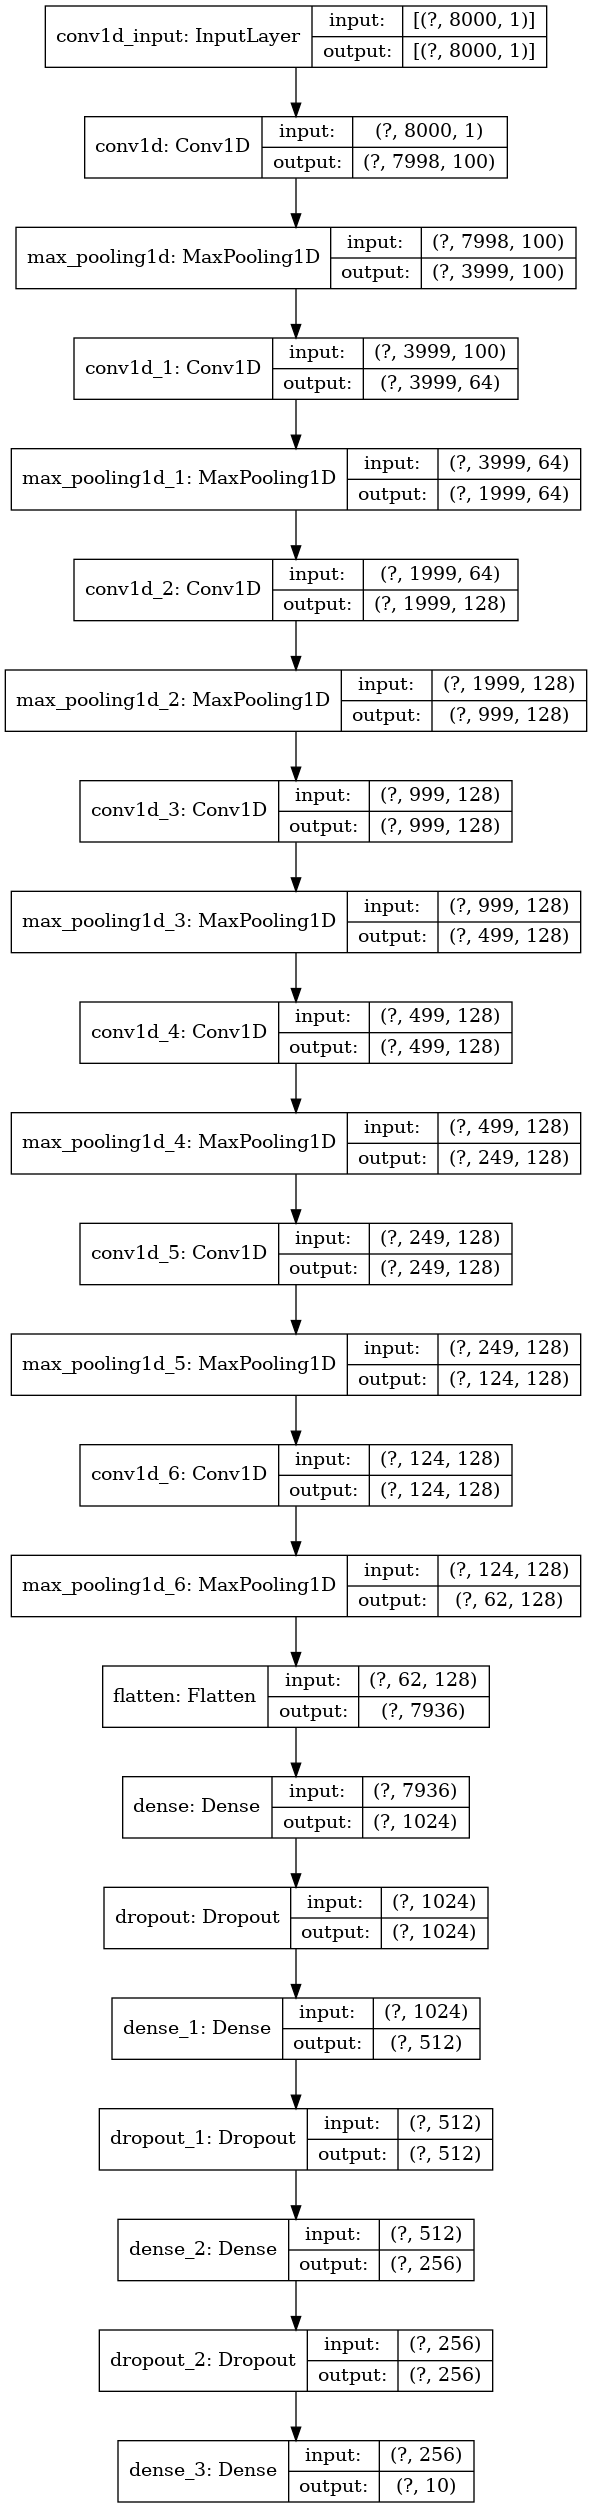 conv1d_input: InputLayer
input: [(?, 8000, 1)]
output: [(?, 8000, 1)]
conv1d: Conv1D
input: (?, 8000, 1)
output: (?, 7998, 100)
max_pooling1d: MaxPooling1D
input: (?, 7998, 100)
output: (?, 3999, 100)
conv1d_1: Conv1D
input: (?, 3999, 100)
output: (?, 3999, 64)
max_pooling1d_1: MaxPooling1D
input: (?, 3999, 64)
output: (?, 1999, 64)
conv1d_2: Conv1D
input: (?, 1999, 64)
output: (?, 1999, 128)
max_pooling1d_2: MaxPooling1D
input: (?, 1999, 128)
output: (?, 999, 128)
conv1d_3: Conv1D
input: (?, 999, 128)
output: (?, 999, 128)
max_pooling1d_3: MaxPooling1D
input: (?, 999, 128)
output: (?, 499, 128)
conv1d_4: Conv1D
input: (?, 499, 128)
output: (?, 499, 128)
max_pooling1d_4: MaxPooling1D
input: (?, 499, 128)
output: (?, 249, 128)
conv1d_5: Conv1D
input: (?, 249, 128)
output: (?, 249, 128)
max_pooling1d_5: MaxPooling1D
input: (?, 249, 128)
output: (?, 124, 128)
conv1d_6: Conv1D
input: (?, 124, 128)
output: (?, 124, 128)
max_pooling1d_6: MaxPooling1D
input: (?, 124, 128)
output: (?, 62, 128)
flatten: Flatten
input: (?, 62, 128)
output: (?, 7936)
dense: Dense
input: (?, 7936)
output: (?, 1024)
dropout: Dropout
input: (?, 1024)
output: (?, 1024)
dense_1: Dense
input: (?, 1024)
output: (?, 512)
dropout_1: Dropout
input: (?, 512)
output: (?, 512)
dense_2: Dense
input: (?, 512)
output: (?, 256)
dropout_2: Dropout
input: (?, 256)
output: (?, 256)
dense_3: Dense
input: (?, 256)
output: (?, 10)